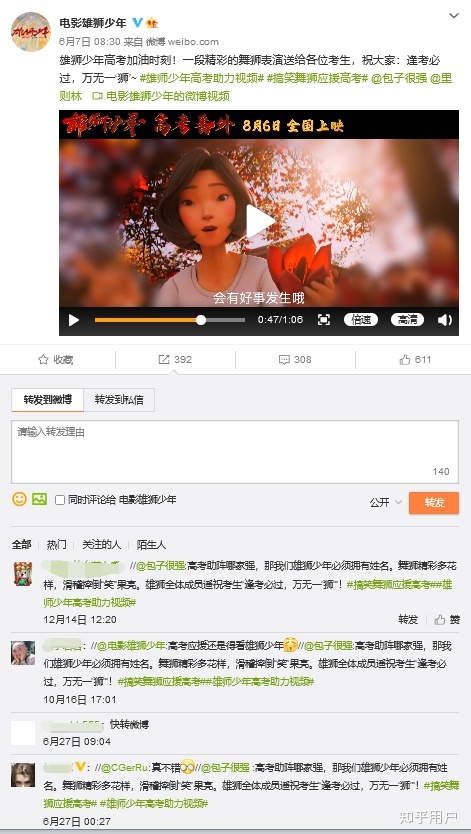 电影雄狮少年
6月7日 08:30 来自 微博 weibo.com
雄狮少年高考加油时刻！一段精彩的舞狮表演送给各位考生，祝大家：逢考必
过，万无一“狮”~ #雄师少年高考助力视频# #搞笑舞狮应援高考# @包子很强 @里
则林 电影雄狮少年的微博视频
雄狮少年 高考番外 8月6日 全国上映
会有好事发生哦
0:47/1:06 倍速 高清
收藏 392 308 611
转发到微博 转发到私信
请输入转发理由
140
同时评论给 电影雄狮少年
公开 转发
全部 热门 关注的人 陌生人
//@包子很强:高考助阵哪家强，那我们雄狮少年必须拥有姓名。舞狮精彩多花
样，滑稽摔倒“笑”果亮。雄狮全体成员遥祝考生“逢考必过，万无一“狮”！#搞笑舞狮应援高考##雄
师少年高考助力视频#
12月14日 12:20
转发 赞
: //@电影雄狮少年:高考应援还是得看雄狮少年//@包子很强:高考助阵哪家强，那我
们雄狮少年必须拥有姓名。舞狮精彩多花样，滑稽摔倒“笑”果亮。雄狮全体成员遥祝考生“逢考必
过，万无一“狮”！#搞笑舞狮应援高考##雄师少年高考助力视频#
10月16日 17:01
: 快转微博
6月27日 09:04
: //@CGerRu:真不错//@包子很强:高考助阵哪家强，那我们雄狮少年必须拥有姓
名。舞狮精彩多花样，滑稽摔倒“笑”果亮。雄狮全体成员遥祝考生“逢考必过，万无一“狮”！#搞笑
舞狮应援高考# #雄师少年高考助力视频#
6月27日 00:27
知乎用户